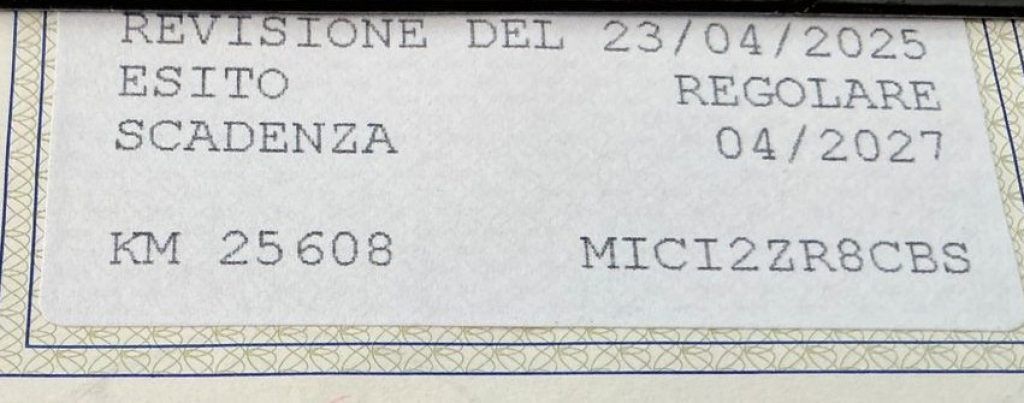 REVISIONE DEL 23/04/2025
ESITO REGOLARE
SCADENZA 04/2027
KM 25608 MICI2ZR8CBS